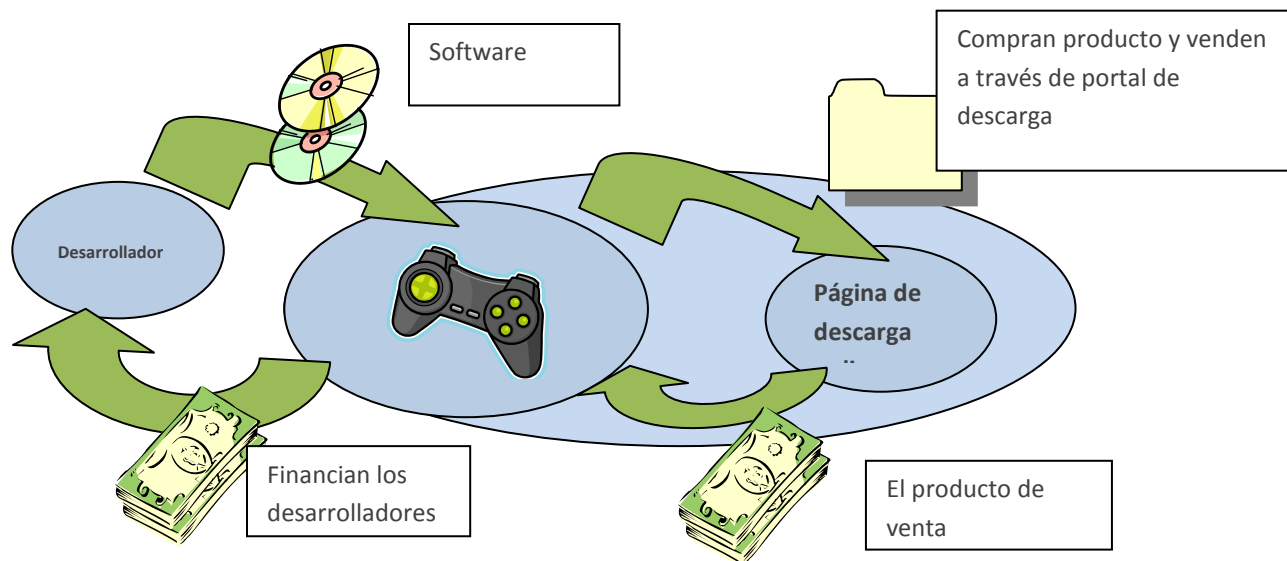 Software
Compran producto y venden
a través de portal de
descarga
Desarrollador
Página de
descarga
Financian los
desarrolladores
El producto de
venta